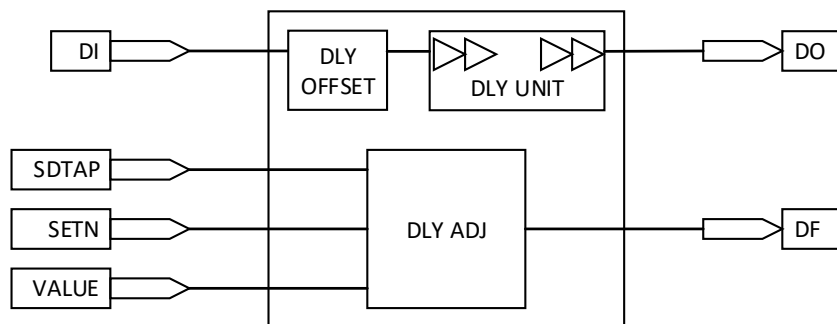 DI
DLY
OFFSET
DLY UNIT
DO
SDTAP
SETN
DLY ADJ
DF
VALUE